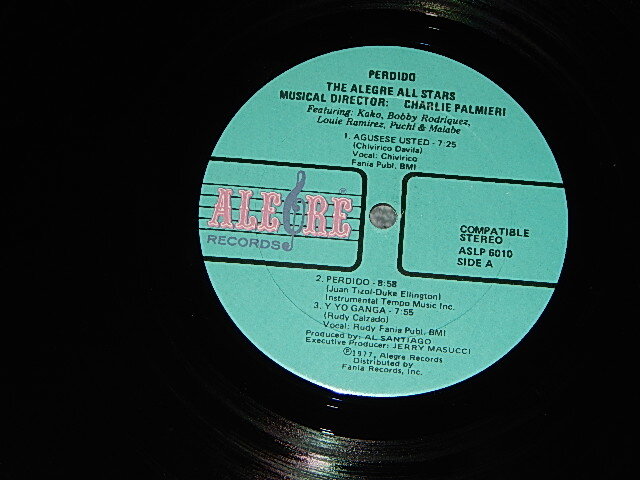 PERDIDO
THE ALEGRE ALL STARS
MUSICAL DIRECTOR: CHARLIE PALMIERI
Featuring: Kako, Bobby Rodriquez,
Louie Ramirez, Puchi & Malabe
1. AGUSESE USTED - 7:25
(Chivirico Davila)
Vocal: Chivirico
Fania Publ. BMI
ALEGRE ®
RECORDS
COMPATIBLE
STEREO
ASLP 6010
SIDE A
2. PERDIDO - 8:58
(Juan Tizol-Duke Ellington)
Instrumental Tempo Music Inc.
3. Y YO GANGA - 7:55
(Rudy Calzado)
Vocal: Rudy Fania Publ. BMI
Produced by: AL SANTIAGO
Executive Producer: JERRY MASUCCI
℗1977, Alegre Records
Distributed by
Fania Records, Inc.